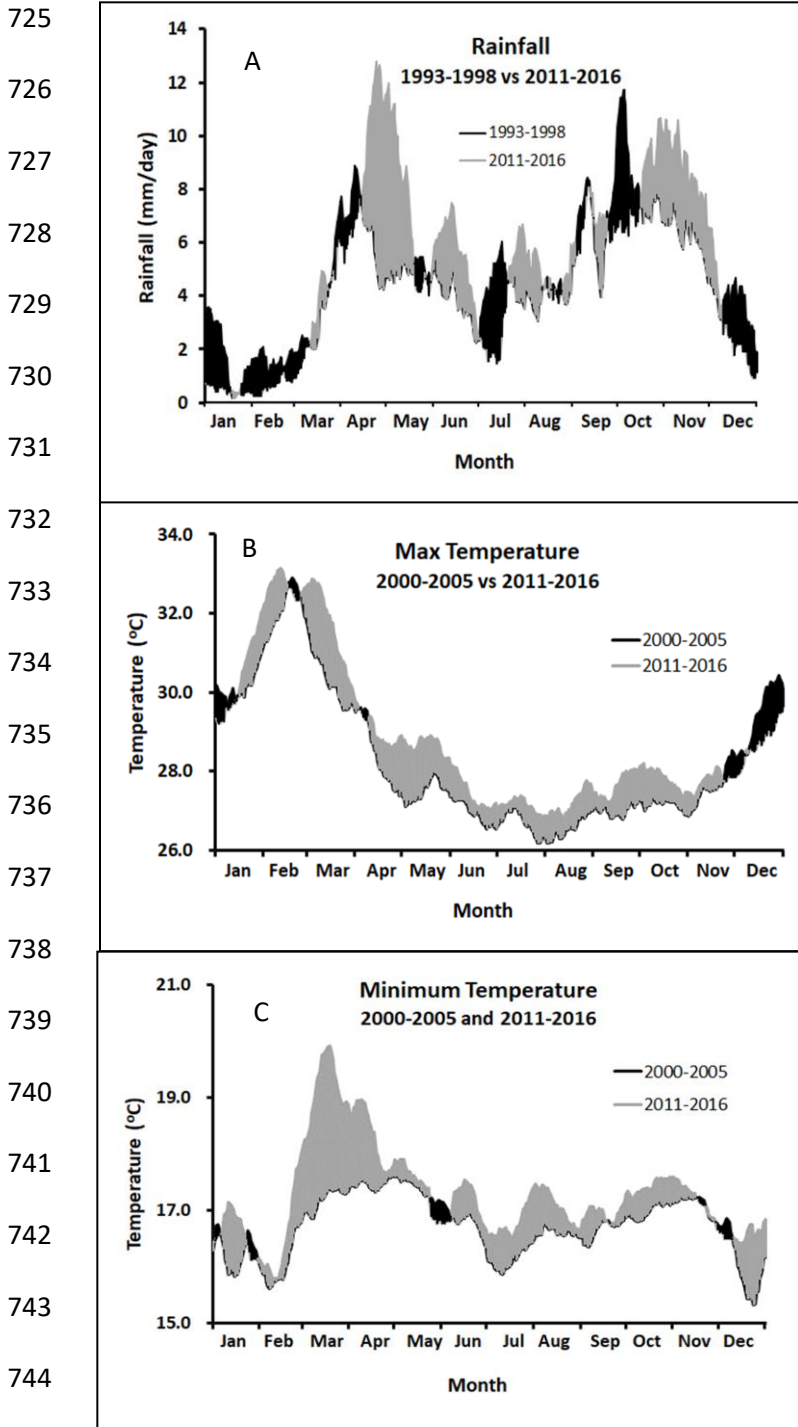 725
726
727
728
729
730
731
732
733
734
735
736
737
738
739
740
741
742
743
744
A
Rainfall
1993-1998 vs 2011-2016
1993-1998
2011-2016
Rainfall (mm/day)
14
12
10
8
6
4
2
0
Jan Feb Mar Apr May Jun Jul Aug Sep Oct Nov Dec
Month
B
Max Temperature
2000-2005 vs 2011-2016
2000-2005
2011-2016
Temperature (ºC)
34.0
32.0
30.0
28.0
26.0
Jan Feb Mar Apr May Jun Jul Aug Sep Oct Nov Dec
Month
C
Minimum Temperature
2000-2005 and 2011-2016
2000-2005
2011-2016
Temperature (ºC)
21.0
19.0
17.0
15.0
Jan Feb Mar Apr May Jun Jul Aug Sep Oct Nov Dec
Month